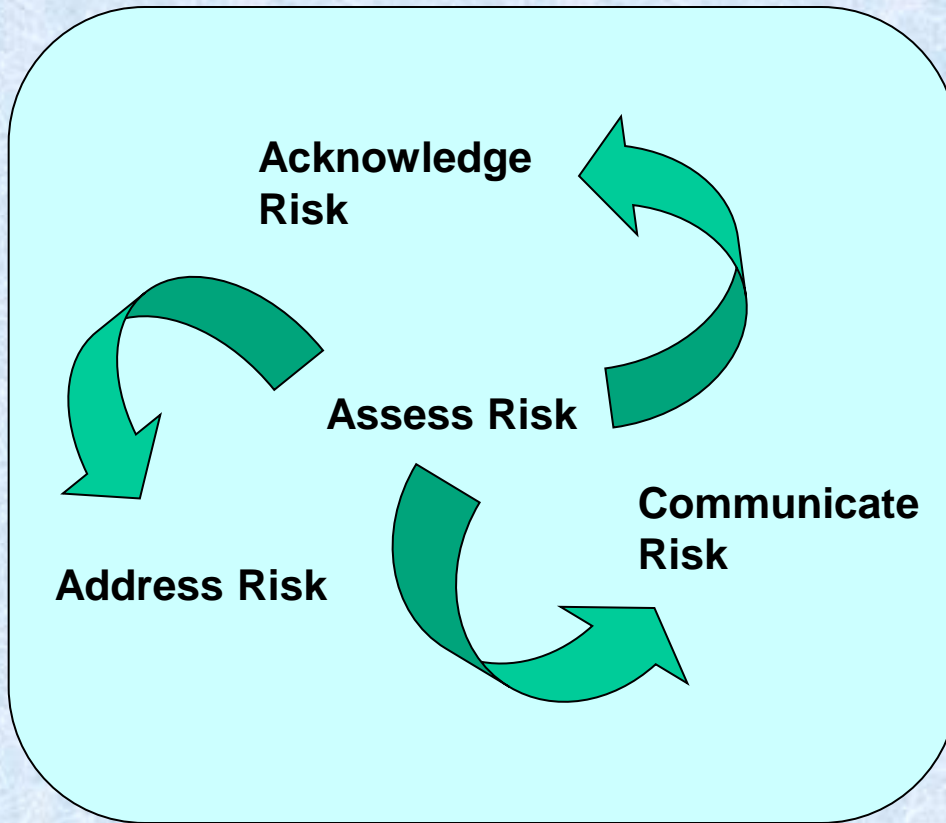 Acknowledge
Risk
Assess Risk
Communicate
Risk
Address Risk